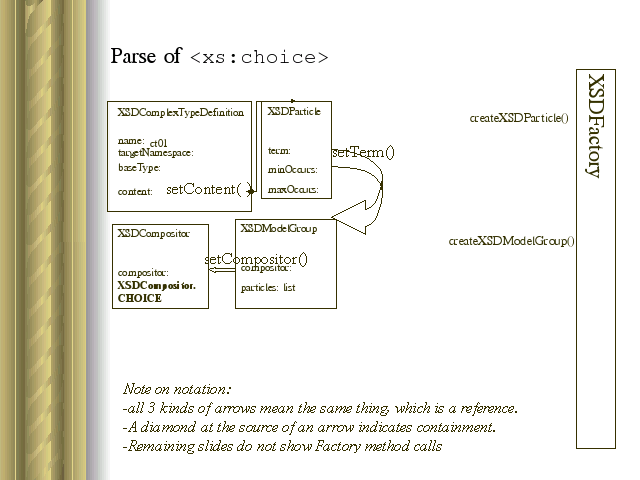 Parse of <xs:choice>
XSDComplexTypeDefinition
name: ct01
targetNamespace:
baseType:
content: setContent( )
XSDParticle
term:
minOccurs:
maxOccurs:
setTerm()
createXSDParticle()
XSDFactory
XSDCompositor
compositor:
XSDCompositor.
CHOICE
XSDModelGroup
setCompositor()
compositor:
particles: list
createXSDModelGroup()
Note on notation:
-all 3 kinds of arrows mean the same thing, which is a reference.
-A diamond at the source of an arrow indicates containment.
-Remaining slides do not show Factory method calls